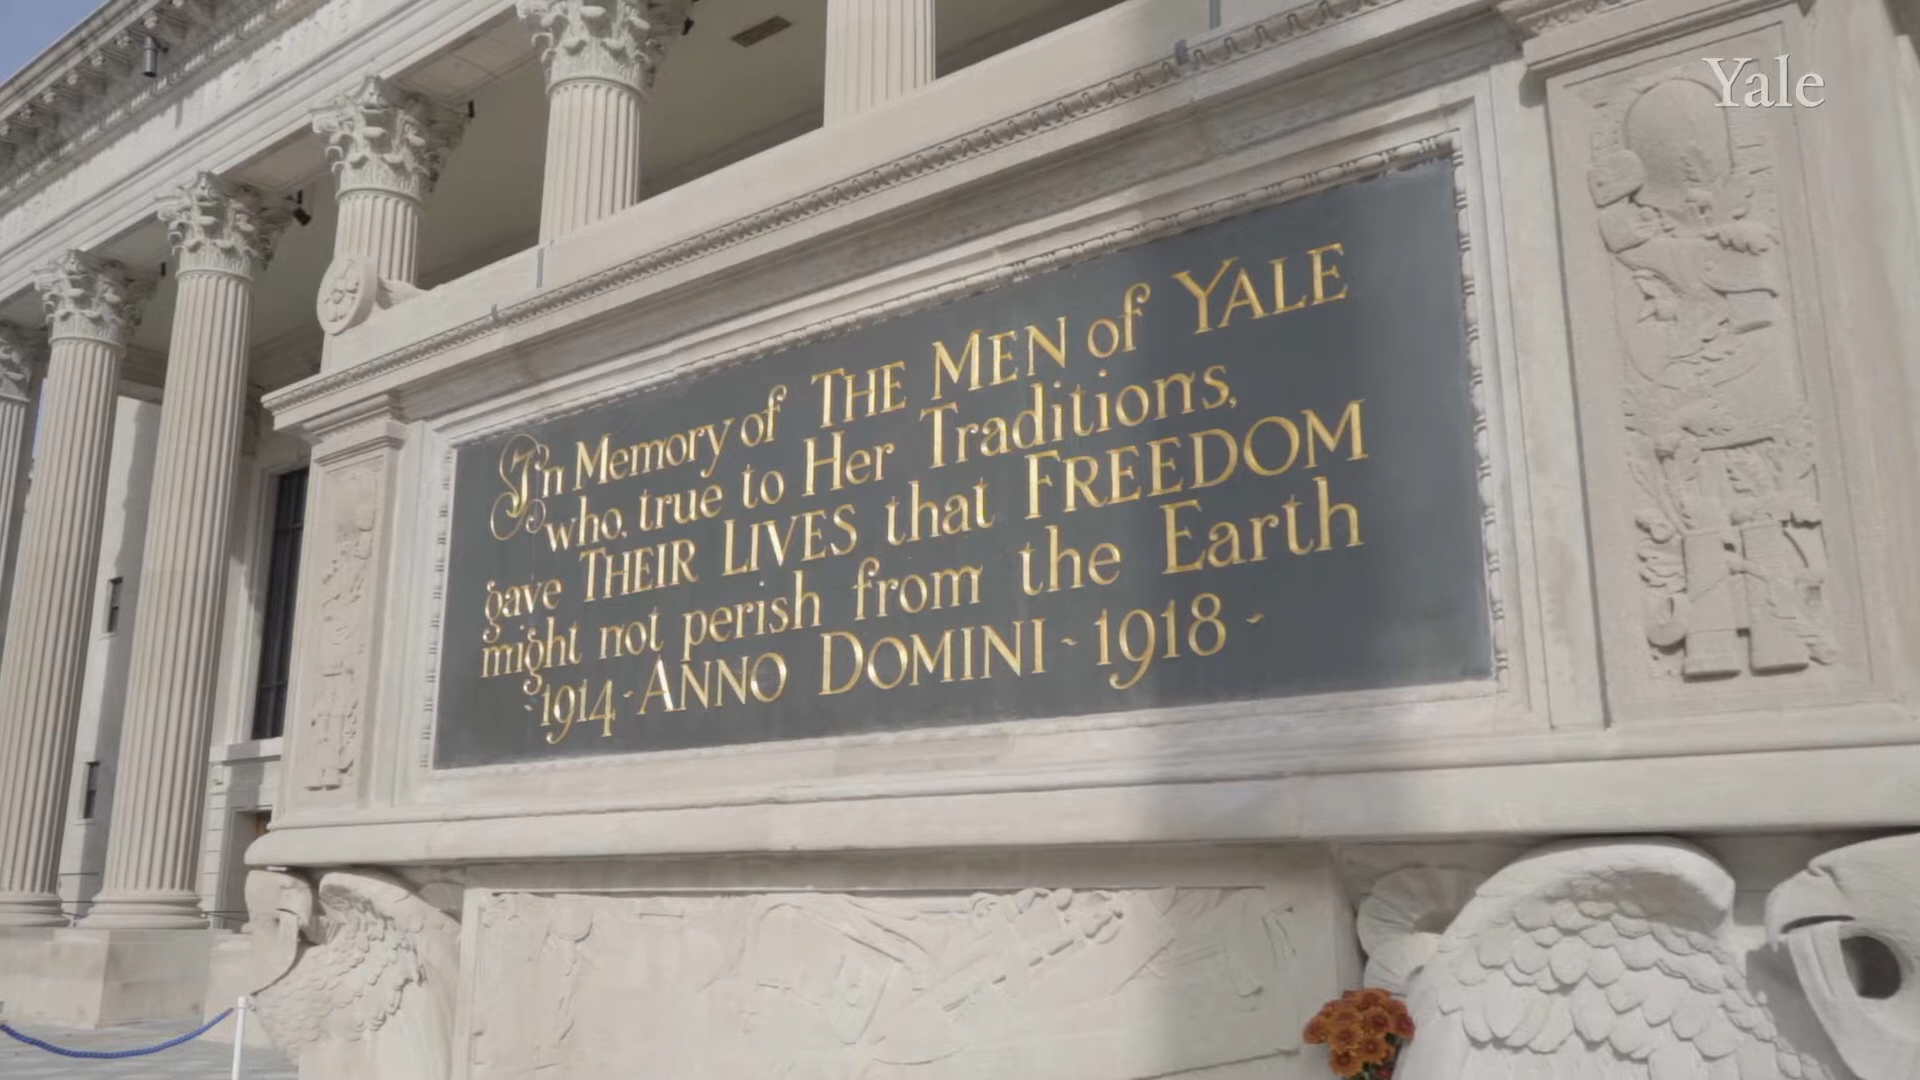 Yale
In Memory of THE MEN of YALE
who, true to Her Traditions,
gave THEIR LIVES that FREEDOM
might not perish from the Earth
~1914~ANNO DOMINI~1918~